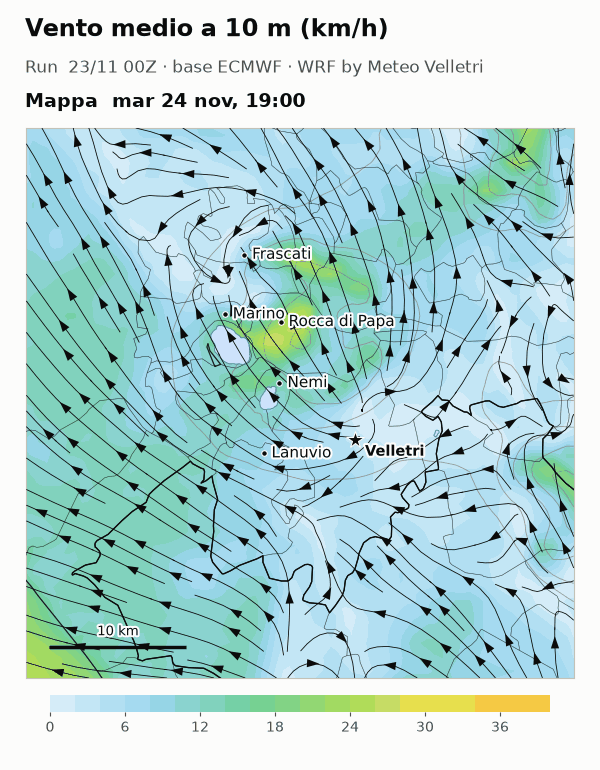 Vento medio a 10 m (km/h)
Run  23/11 00Z · base ECMWF · WRF by Meteo Velletri
Mappa  mar 24 nov, 19:00
Frascati
Marino
Rocca di Papa
Nemi
Velletri
Lanuvio
10 km
0 6 12 18 24 30 36